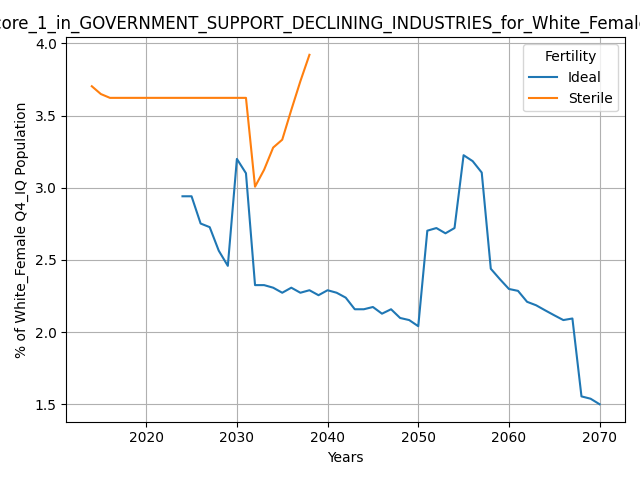 core_1_in_GOVERNMENT_SUPPORT_DECLINING_INDUSTRIES_for_White_Female
4.0
3.5
3.0
2.5
2.0
1.5
% of White_Female Q4_IQ Population
Fertility
Ideal
Sterile
2020 2030 2040 2050 2060 2070
Years